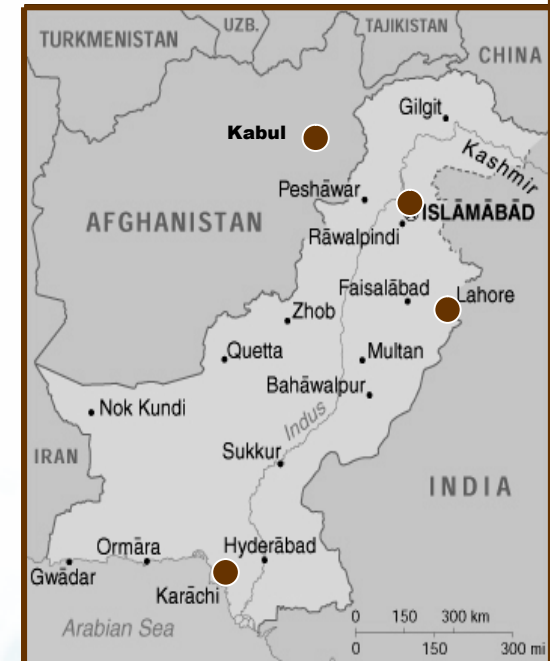 UZB.
TAJIKISTAN
TURKMENISTAN
CHINA
Gilgit
Kabul
Kashmir
Peshāwar
ISLĀMĀBĀD
AFGHANISTAN
Rāwalpindi
Faisalābad
Lahore
Zhob
Quetta
Multan
Bahāwalpur
Nok Kundi
Indus
IRAN
Sukkur
INDIA
Ormāra
Hyderābad
Gwādar
Karāchi
Arabian Sea
0 150 300 km
0 150 300 mi